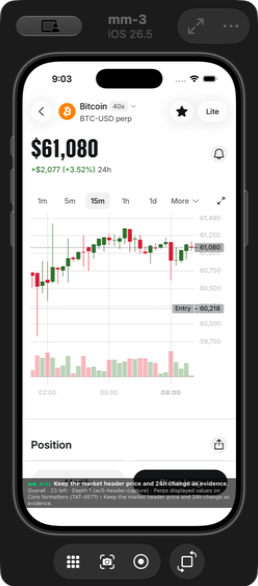 mm-3
iOS 26.5
9:03
Bitcoin 40x
BTC-USD perp
Lite
$61,080
+$2,077 (+3.52%) 24h
1m 5m 15m 1h 1d More
61,490
61,080
60,750
60,500
Entry 60,218
60,000
59,750
02:00 05:00 08:00
Position
Keep the market header price and 24h change as evidence.
Overall · 23 left · Depth 1 (ac5-header-capture) · Perps displayed values on
Core formatters (TAT-4571) › Keep the market header price and 24h change as
evidence.